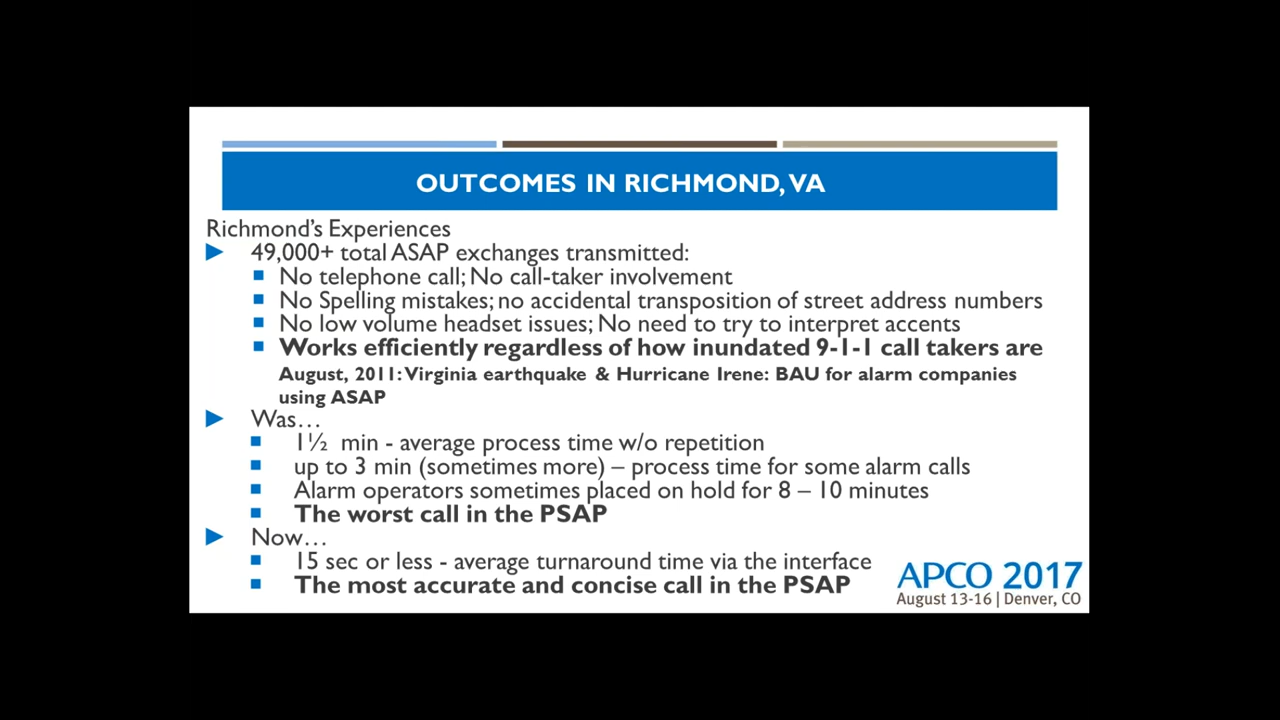 OUTCOMES IN RICHMOND, VA
Richmond's Experiences
49,000+ total ASAP exchanges transmitted:
No telephone call; No call-taker involvement
No Spelling mistakes; no accidental transposition of street address numbers
No low volume headset issues; No need to try to interpret accents
Works efficiently regardless of how inundated 9-1-1 call takers are
August, 2011: Virginia earthquake & Hurricane Irene: BAU for alarm companies
using ASAP
Was…
1½ min - average process time w/o repetition
up to 3 min (sometimes more) – process time for some alarm calls
Alarm operators sometimes placed on hold for 8 – 10 minutes
The worst call in the PSAP
Now…
15 sec or less - average turnaround time via the interface
The most accurate and concise call in the PSAP
APCO 2017
August 13-16 | Denver, CO